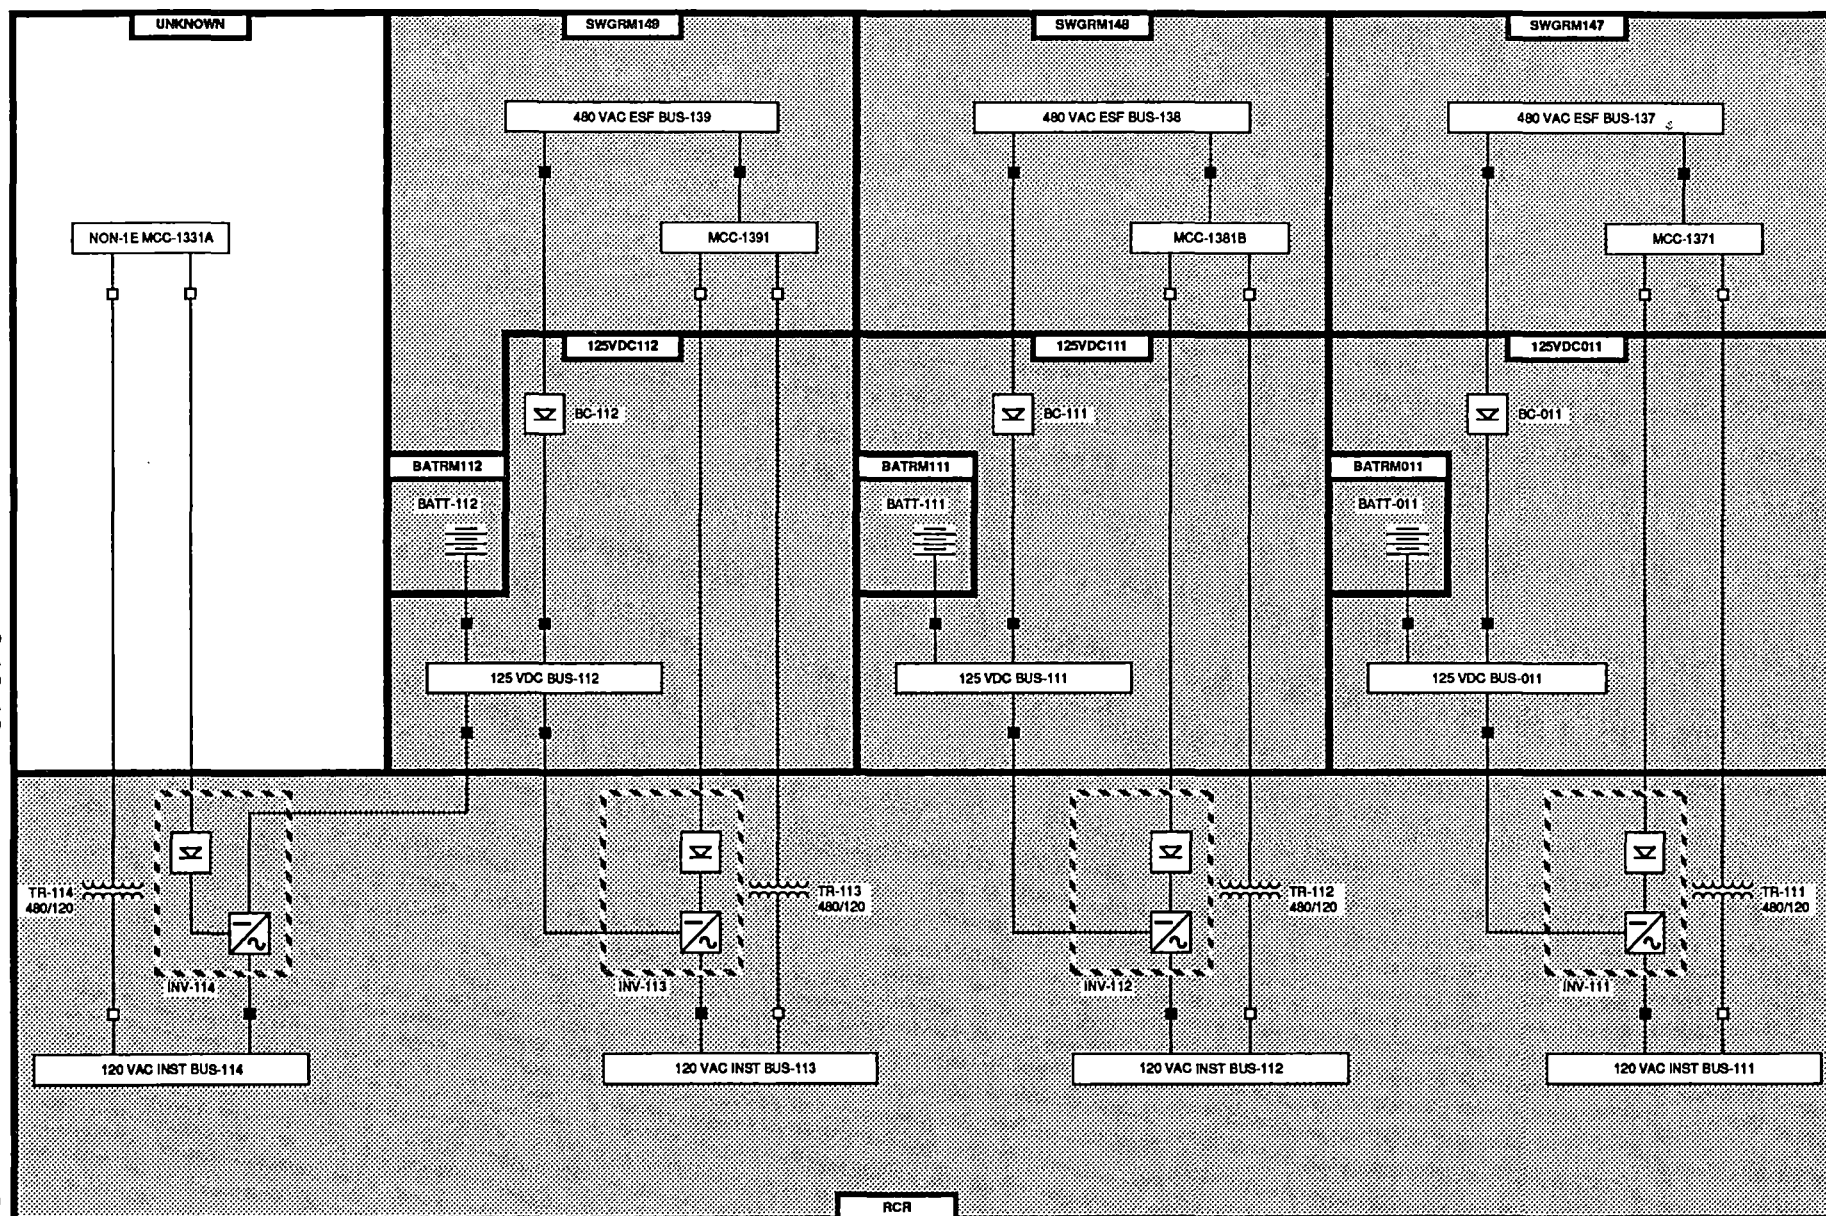 UNKNOWN
SWGRM149
SWGRM148
SWGRM147
480 VAC ESF BUS-139
480 VAC ESF BUS-138
480 VAC ESF BUS-137
NON-1E MCC-1331A
MCC-1391
MCC-1381B
MCC-1371
125VDC112
125VDC111
125VDC011
BC-112
BC-111
BC-011
BATRM112
BATRM111
BATRM011
BATT-112
BATT-111
BATT-011
125 VDC BUS-112
125 VDC BUS-111
125 VDC BUS-011
TR-114
480/120
TR-113
480/120
TR-112
480/120
TR-111
480/120
INV-114
INV-113
INV-112
INV-111
120 VAC INST BUS-114
120 VAC INST BUS-113
120 VAC INST BUS-112
120 VAC INST BUS-111
RCR